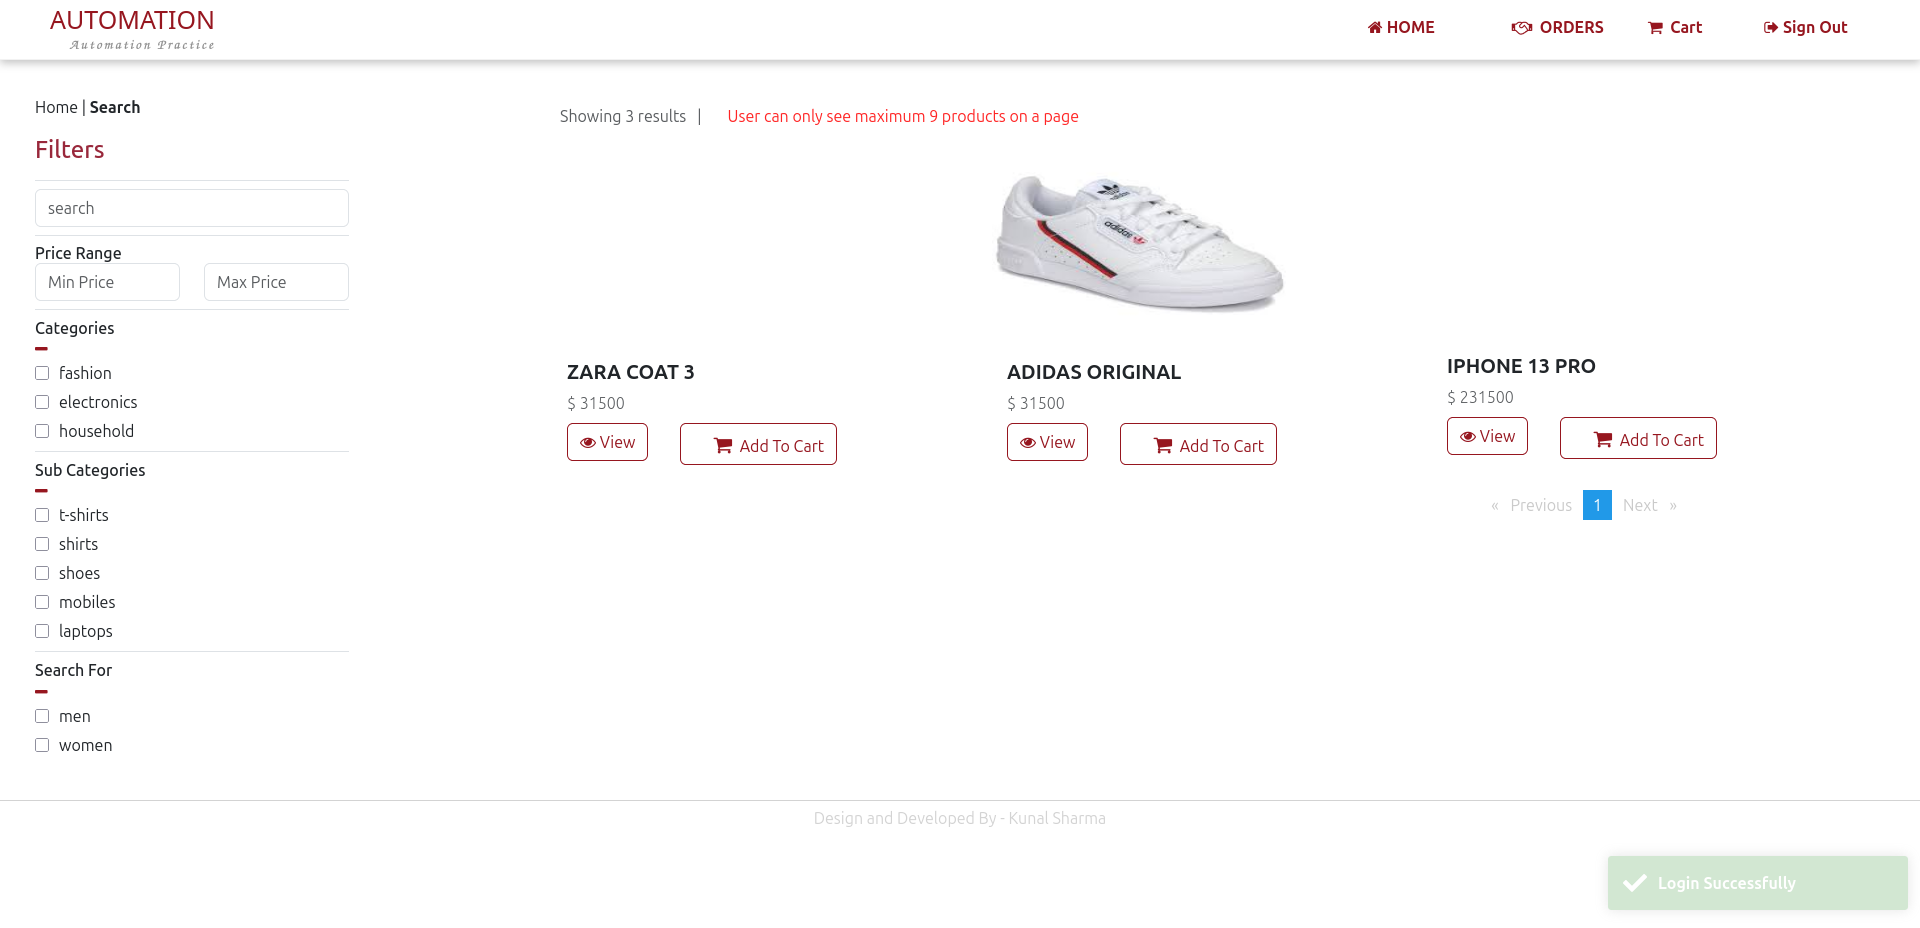 AUTOMATION
Automation Practice
HOME
ORDERS
Cart
Sign Out
Home | Search
Showing 3 results |
User can only see maximum 9 products on a page
Filters
search
Price Range
Min Price
Max Price
Categories
fashion
electronics
household
Sub Categories
t-shirts
shirts
shoes
mobiles
laptops
Search For
men
women
adidas
adidas
ZARA COAT 3
$ 31500
View
Add To Cart
ADIDAS ORIGINAL
$ 31500
View
Add To Cart
IPHONE 13 PRO
$ 231500
View
Add To Cart
« Previous 1 Next »
Design and Developed By - Kunal Sharma
Login Successfully